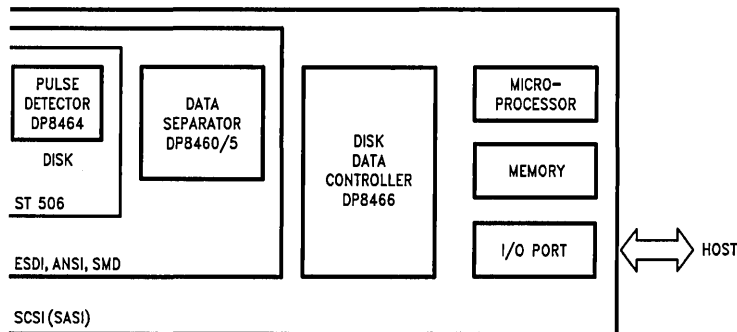 PULSE
DETECTOR
DP8464
DISK
ST 506
DATA
SEPARATOR
DP8460/5
ESDI, ANSI, SMD
DISK
DATA
CONTROLLER
DP8466
MICRO-
PROCESSOR
MEMORY
I/O PORT
HOST
SCSI (SASI)